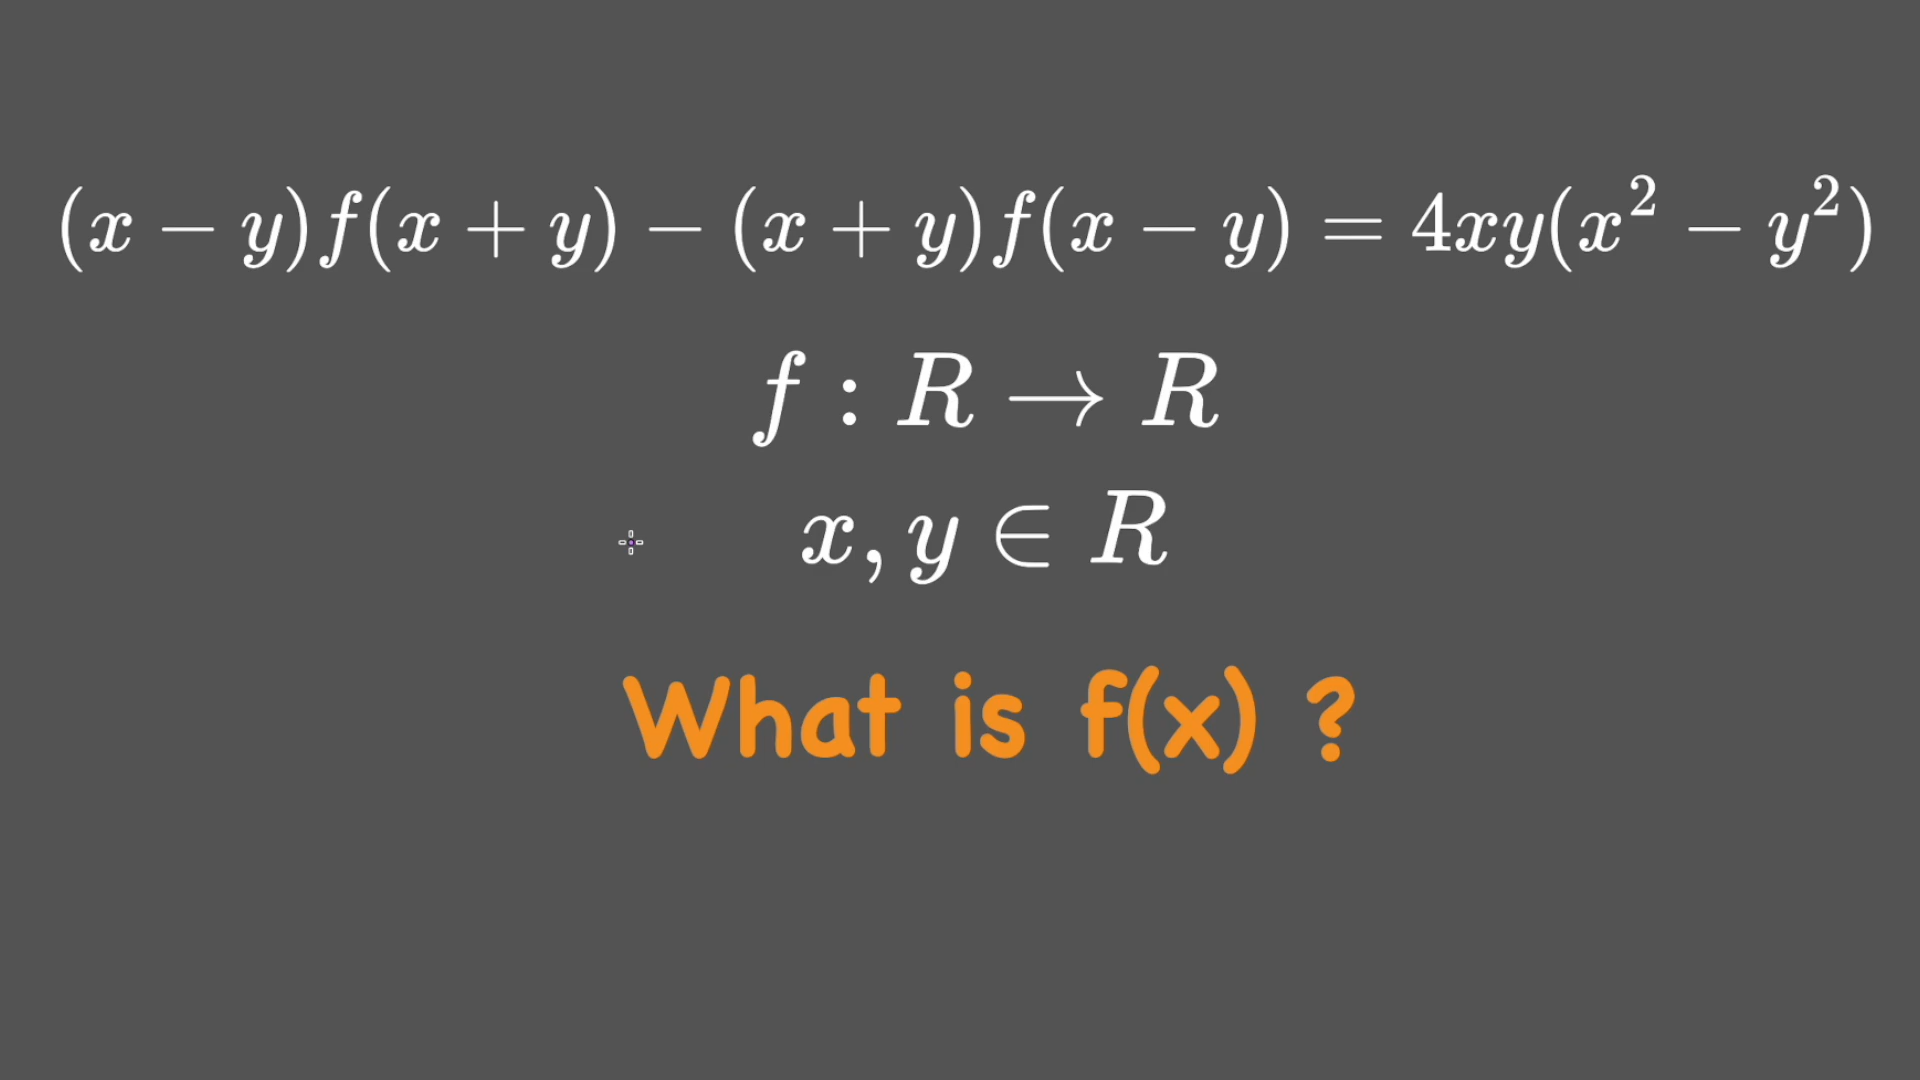 (x − y)f(x + y) − (x + y)f(x − y) = 4xy(x² − y²)
f : R → R
x, y ∈ R
What is f(x) ?